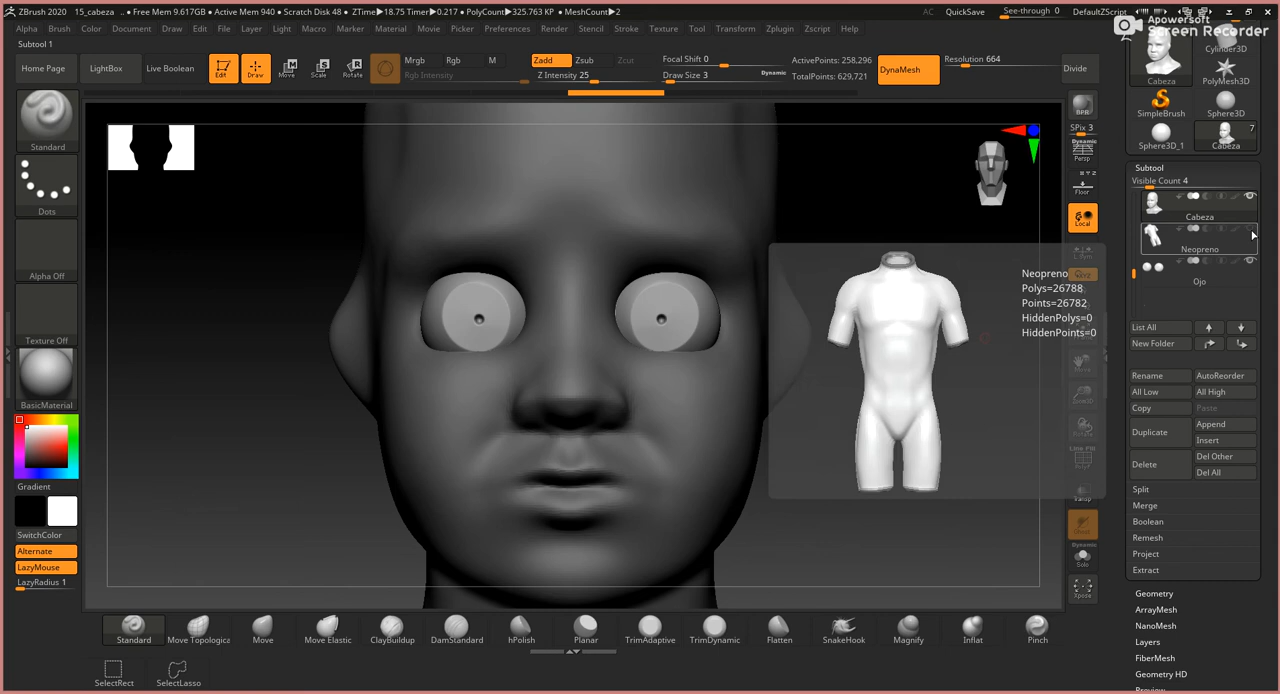 ZBrush 2020 15_cabeza .. • Free Mem 9.617GB • Active Mem 940 • Scratch Disk 48 • ZTime▶18.75 Timer▶0.217 • PolyCount▶325.763 KP • MeshCount▶2
AC QuickSave See-through 0 DefaultZScript
Apowersoft
Screen Recorder
Alpha Brush Color Document Draw Edit File Layer Light Macro Marker Material Movie Picker Preferences Render Stencil Stroke Texture Tool Transform Zplugin Zscript Help
Subtool 1
Home Page LightBox Live Boolean
Edit Draw Move Scale Rotate
Mrgb Rgb M
Rgb Intensity
Zadd Zsub Zcut
Z Intensity 25
Focal Shift 0
Draw Size 3 Dynamic
ActivePoints: 258,296
TotalPoints: 629,721
DynaMesh
Resolution 664
Divide
Standard
Dots
Alpha Off
Texture Off
BasicMaterial
Gradient
SwitchColor
Alternate
LazyMouse
LazyRadius 1
BPR
SPix 3
Dynamic
Persp
Floor
Local
Move
Line Fill
Transp
Ghost
Dynamic
Solo
Xpose
Neopreno
Polys=26788
Points=26782
HiddenPolys=0
HiddenPoints=0
Cabeza
Cylinder3D
PolyMesh3D
SimpleBrush Sphere3D
7
Sphere3D_1 Cabeza
Subtool
Visible Count 4
Cabeza
Neopreno
Ojo
List All
New Folder
Rename AutoReorder
All Low All High
Copy Paste
Duplicate Append
Insert
Delete Del Other
Del All
Split
Merge
Boolean
Remesh
Project
Extract
Geometry
ArrayMesh
NanoMesh
Layers
FiberMesh
Geometry HD
Preview
Standard Move Topologica Move Move Elastic ClayBuildup DamStandard hPolish Planar TrimAdaptive TrimDynamic Flatten SnakeHook Magnify Inflat Pinch
SelectRect SelectLasso